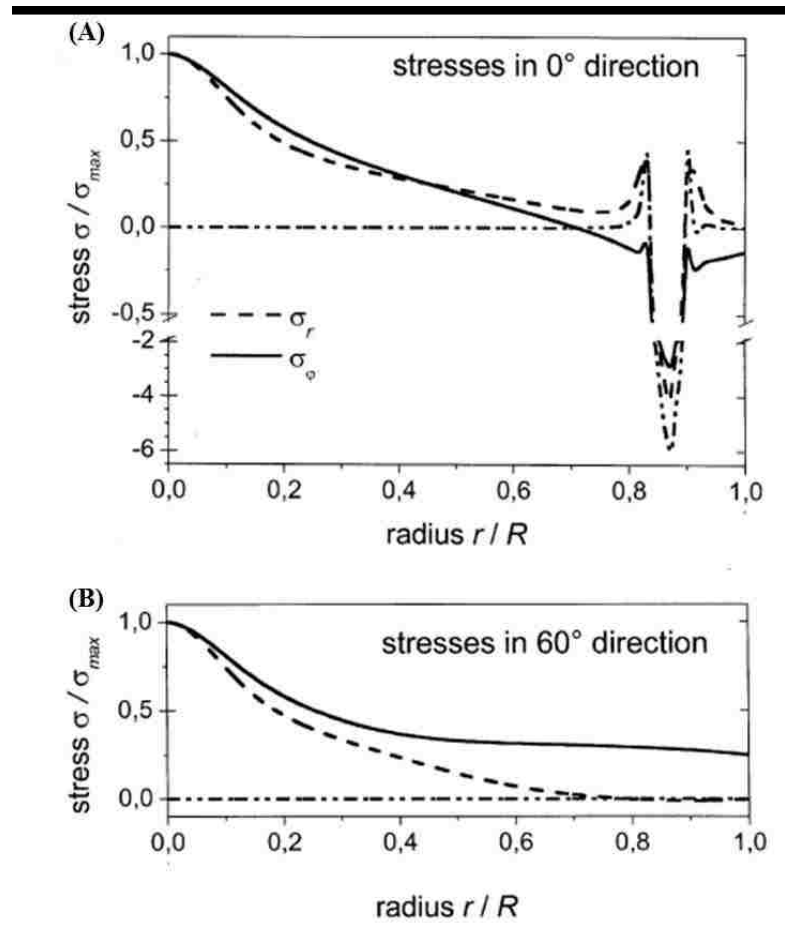 (A)
stresses in 0° direction
stress σ / σmax
1,0
0,5
0,0
-0,5
-2
-4
-6
σr
σφ
0,0 0,2 0,4 0,6 0,8 1,0
radius r / R
(B)
stresses in 60° direction
stress σ / σmax
1,0
0,5
0,0
0,0 0,2 0,4 0,6 0,8 1,0
radius r / R